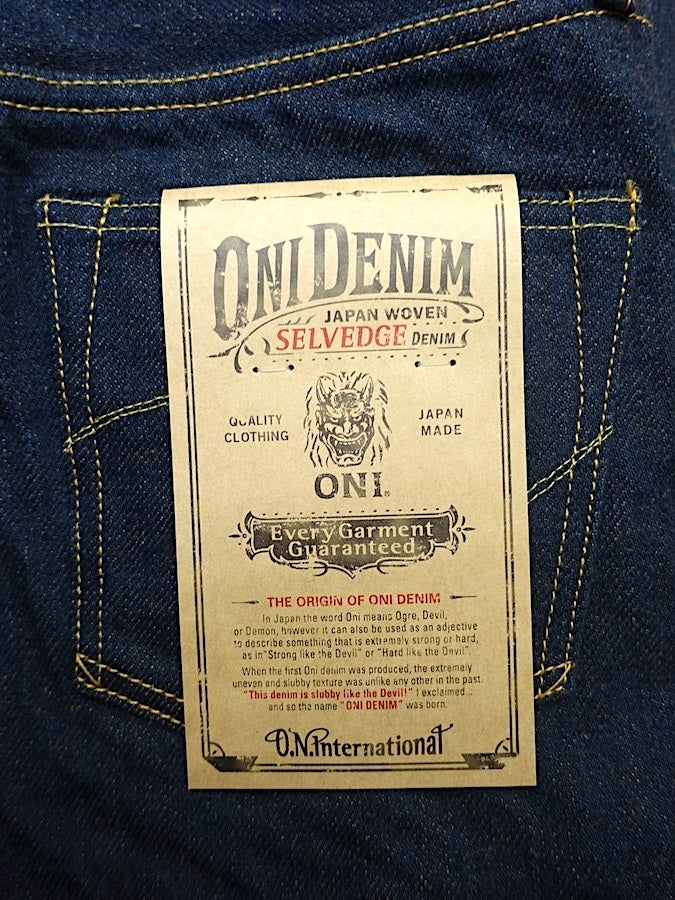 ONI DENIM
JAPAN WOVEN
SELVEDGE DENIM
QUALITY
CLOTHING
JAPAN
MADE
ONI
Every Garment
Guaranteed
THE ORIGIN OF ONI DENIM
In Japan the word Oni means Ogre, Devil,
or Demon, however it can also be used as an adjective
to describe something that is extremely strong or hard,
as in"Strong like the Devil" or "Hard like the Devil".
When the first Oni denim was produced, the extremely
uneven and slubby texture was unlike any other in the past.
"This denim is slubby like the Devil!" I exclaimed...
and so the name "ONI DENIM" was born.
O.N.International